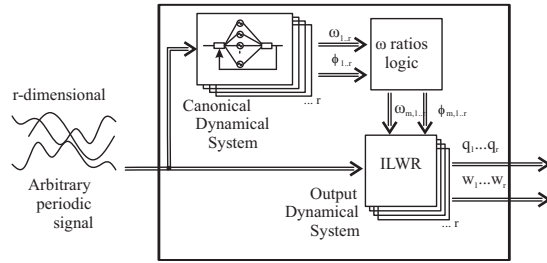 r-dimensional
Arbitrary
periodic
signal
... r
Canonical
Dynamical
System
ω1..r
ϕ1..r
ω ratios
logic
ωm,1..r
ϕm,1..r
ILWR
... r
Output
Dynamical
System
q1...qr
w1...wr